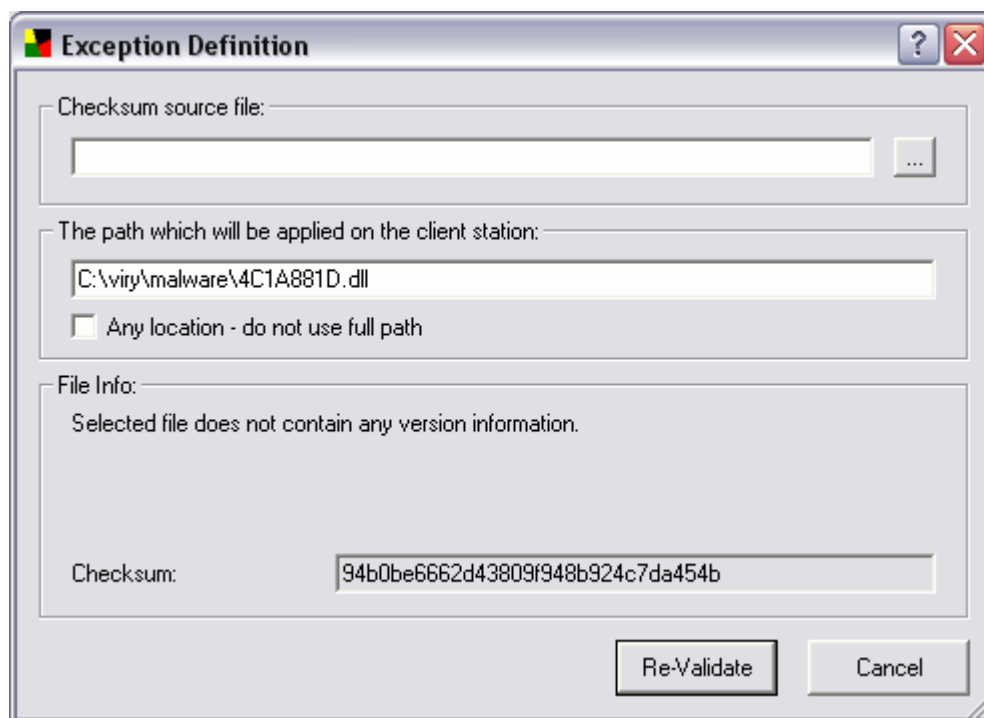 Exception Definition
?
Checksum source file:
...
The path which will be applied on the client station:
C:\viry\malware\4C1A881D.dll
Any location - do not use full path
File Info:
Selected file does not contain any version information.
Checksum: 94b0be6662d43809f948b924c7da454b
Re-Validate Cancel